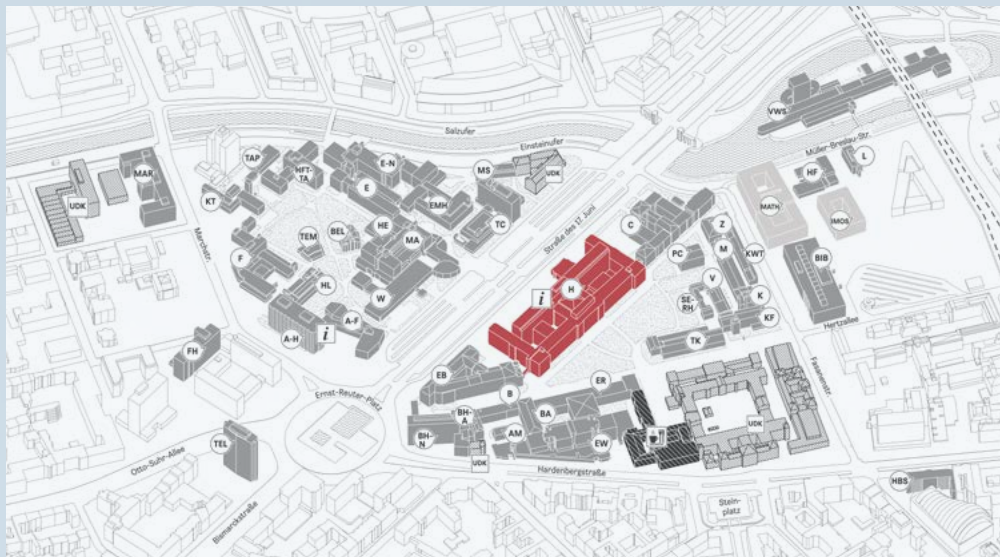 Salzufer
Einsteinufer
VWS
Müller-Breslau-Str.
L
HF
TAP
HFT-
TA
E-N
MS
UDK
MAR
UDK
KT
E
EMH
TC
MATH
IMOS
Straße des 17. Juni
C
Z
M
KWT
PC
BIB
HE
BEL
TEM
MA
F
Marchstr.
HL
W
A-F
i
A-H
i
H
V
SE-
RH
K
KF
TK
Hertzallee
Fasanenstr.
FH
EB
Ernst-Reuter-Platz
B
ER
BH-
A
BA
BH-
N
AM
EW
UDK
UDK
TEL
Otto-Suhr-Allee
Bismarckstraße
Hardenbergstraße
Stein-
platz
HBS